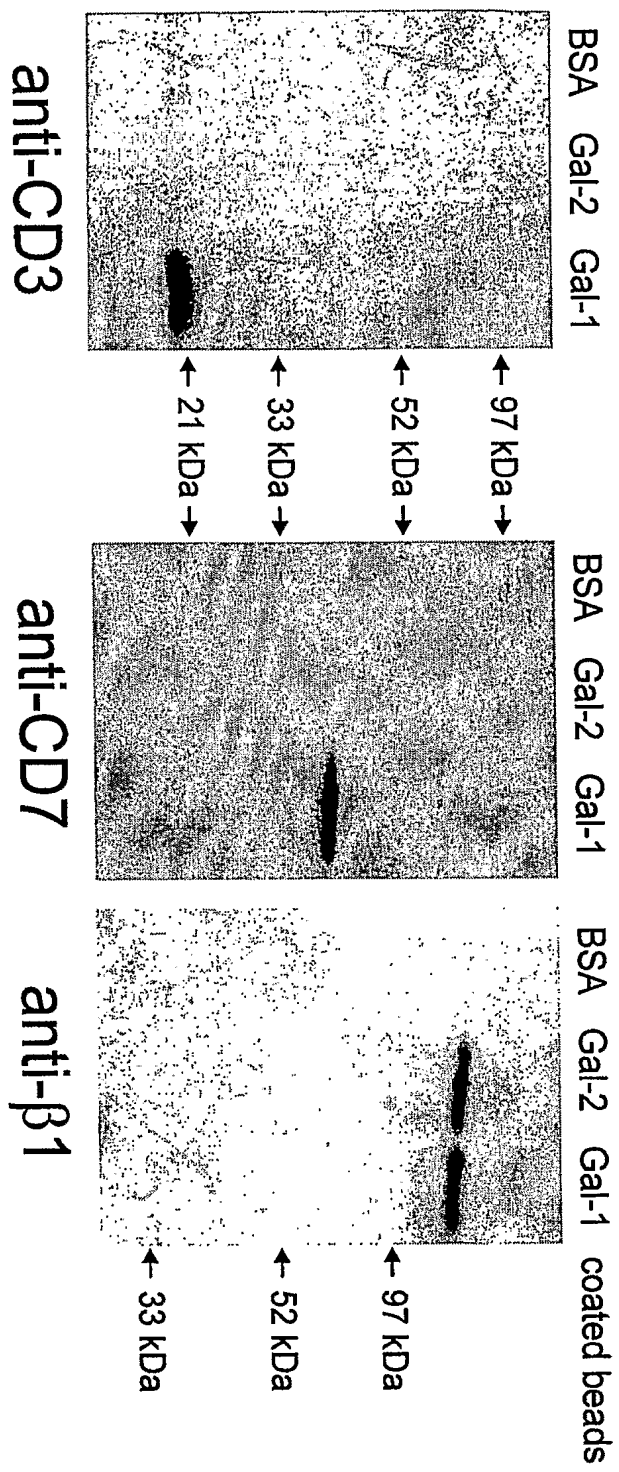 BSA Gal-2 Gal-1 BSA Gal-2 Gal-1 BSA Gal-2 Gal-1 coated beads
← 97 kDa →
← 52 kDa →
← 33 kDa →
← 21 kDa →
← 97 kDa
← 52 kDa
← 33 kDa
anti-CD3 anti-CD7 anti-β1